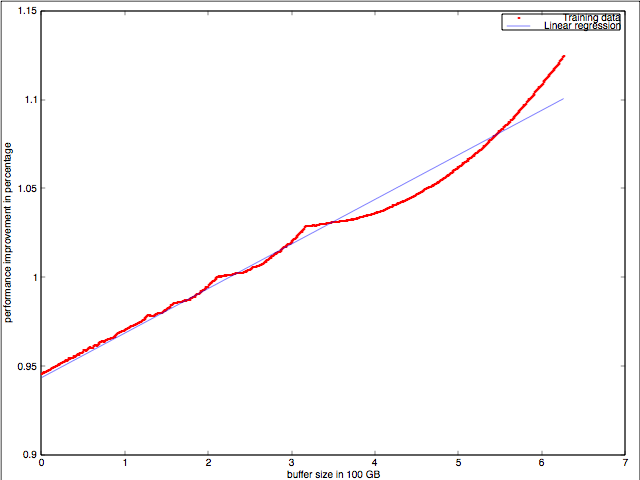 1.15
Training data
Linear regression
1.1
1.05
1
0.95
0.9
performance improvement in percentage
0 1 2 3 4 5 6 7
buffer size in 100 GB